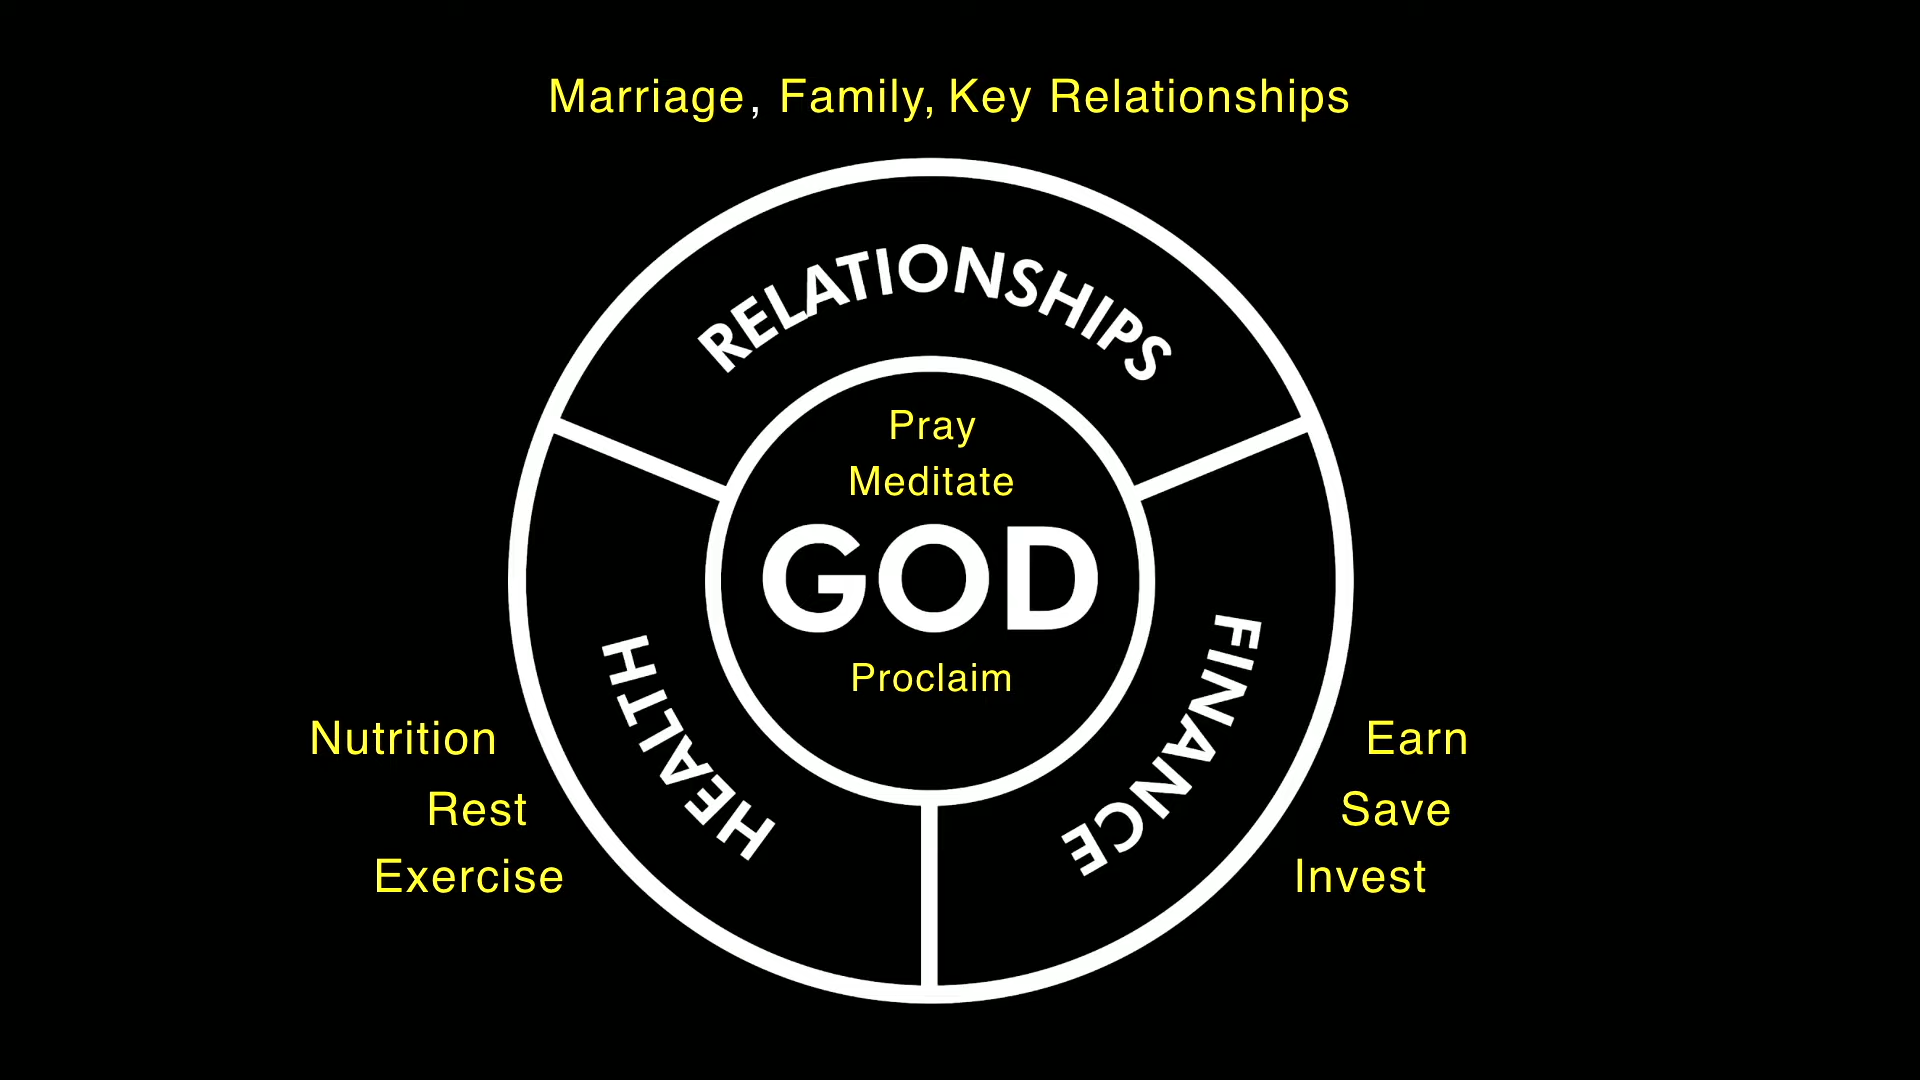 Marriage, Family, Key Relationships
RELATIONSHIPS
Pray
Meditate
GOD
Proclaim
HEALTH
FINANCE
Nutrition
Rest
Exercise
Earn
Save
Invest